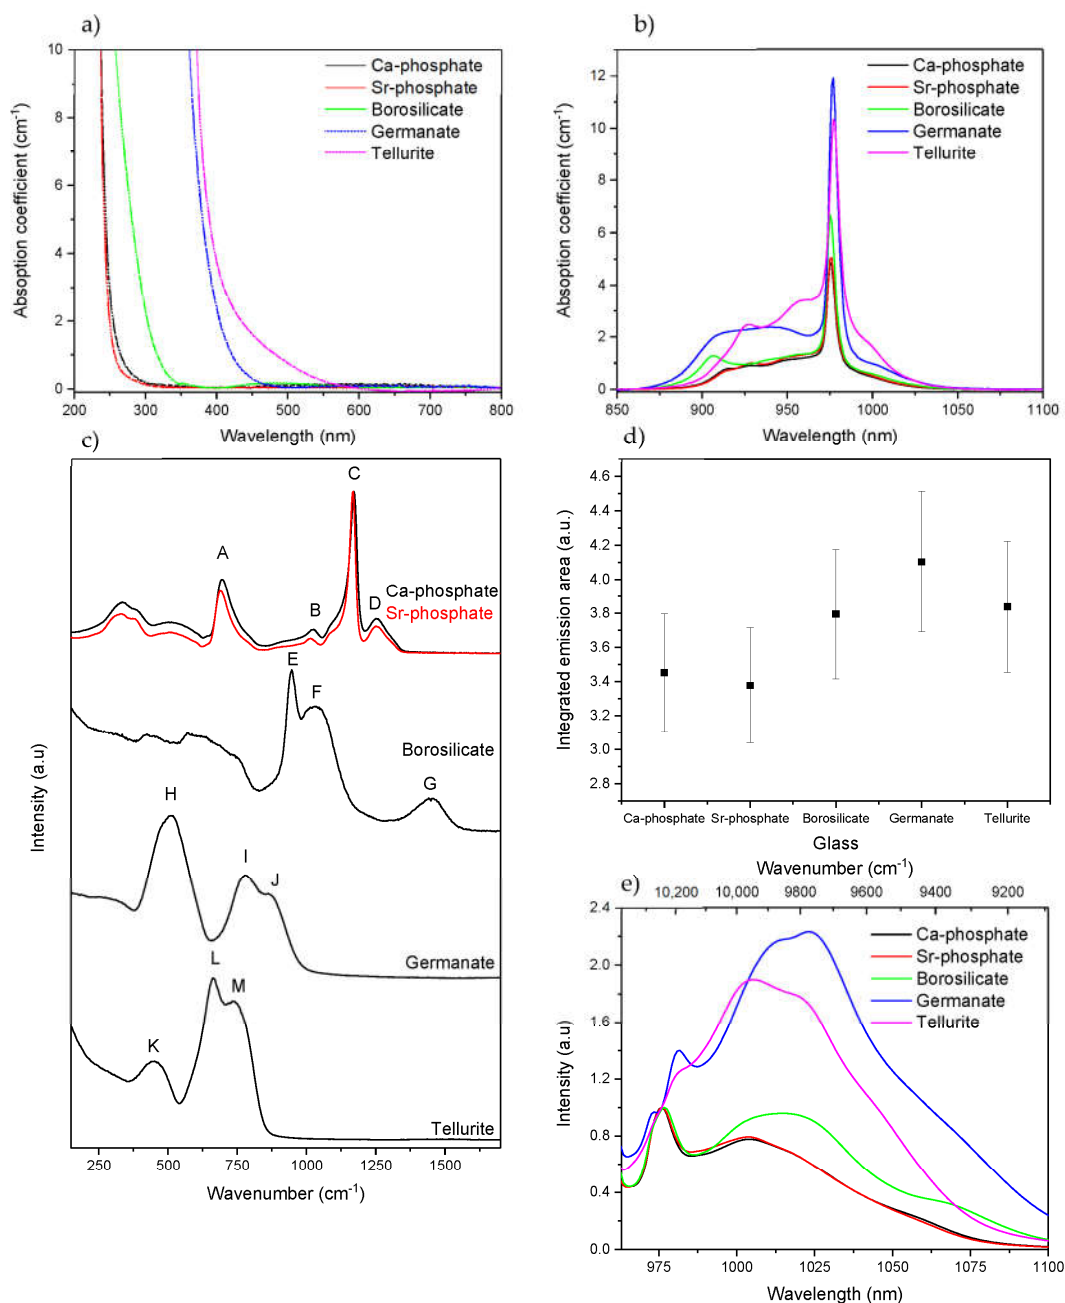 a)
10
8
6
4
2
0
Absoption coefficient (cm-1)
Ca-phosphate
Sr-phosphate
Borosilicate
Germanate
Tellurite
200 300 400 500 600 700 800
Wavelength (nm)
b)
12
10
8
6
4
2
0
Absoption coefficient (cm-1)
Ca-phosphate
Sr-phosphate
Borosilicate
Germanate
Tellurite
850 900 950 1000 1050 1100
Wavelength (nm)
c)
Intensity (a.u)
C
A
B D
Ca-phosphate
Sr-phosphate
E
F
G
Borosilicate
H
I
J
Germanate
L
M
K
Tellurite
250 500 750 1000 1250 1500
Wavenumber (cm-1)
d)
4.6
4.4
4.2
4.0
3.8
3.6
3.4
3.2
3.0
2.8
Integrated emission area (a.u.)
Ca-phosphate Sr-phosphate Borosilicate Germanate Tellurite
Glass
Wavenumber (cm-1)
e)
10,200 10,000 9800 9600 9400 9200
2.4
2.0
1.6
1.2
0.8
0.4
0.0
Intensity (a.u)
Ca-phosphate
Sr-phosphate
Borosilicate
Germanate
Tellurite
975 1000 1025 1050 1075 1100
Wavelength (nm)